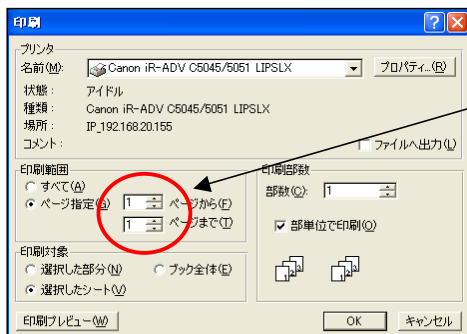 印刷
プリンタ
名前(M): Canon iR-ADV C5045/5051 LIPSLX プロパティ...(R)
状態: アイドル
種類: Canon iR-ADV C5045/5051 LIPSLX
場所: IP_192.168.20.155
コメント: ファイルへ出力(L)
印刷範囲
すべて(A)
ページ指定(G) 1 ページから(F)
1 ページまで(T)
印刷部数
部数(C): 1
部単位で印刷(O)
1 2 3 1 2 3
印刷対象
選択した部分(N) ブック全体(E)
選択したシート(V)
印刷プレビュー(W) OK キャンセル